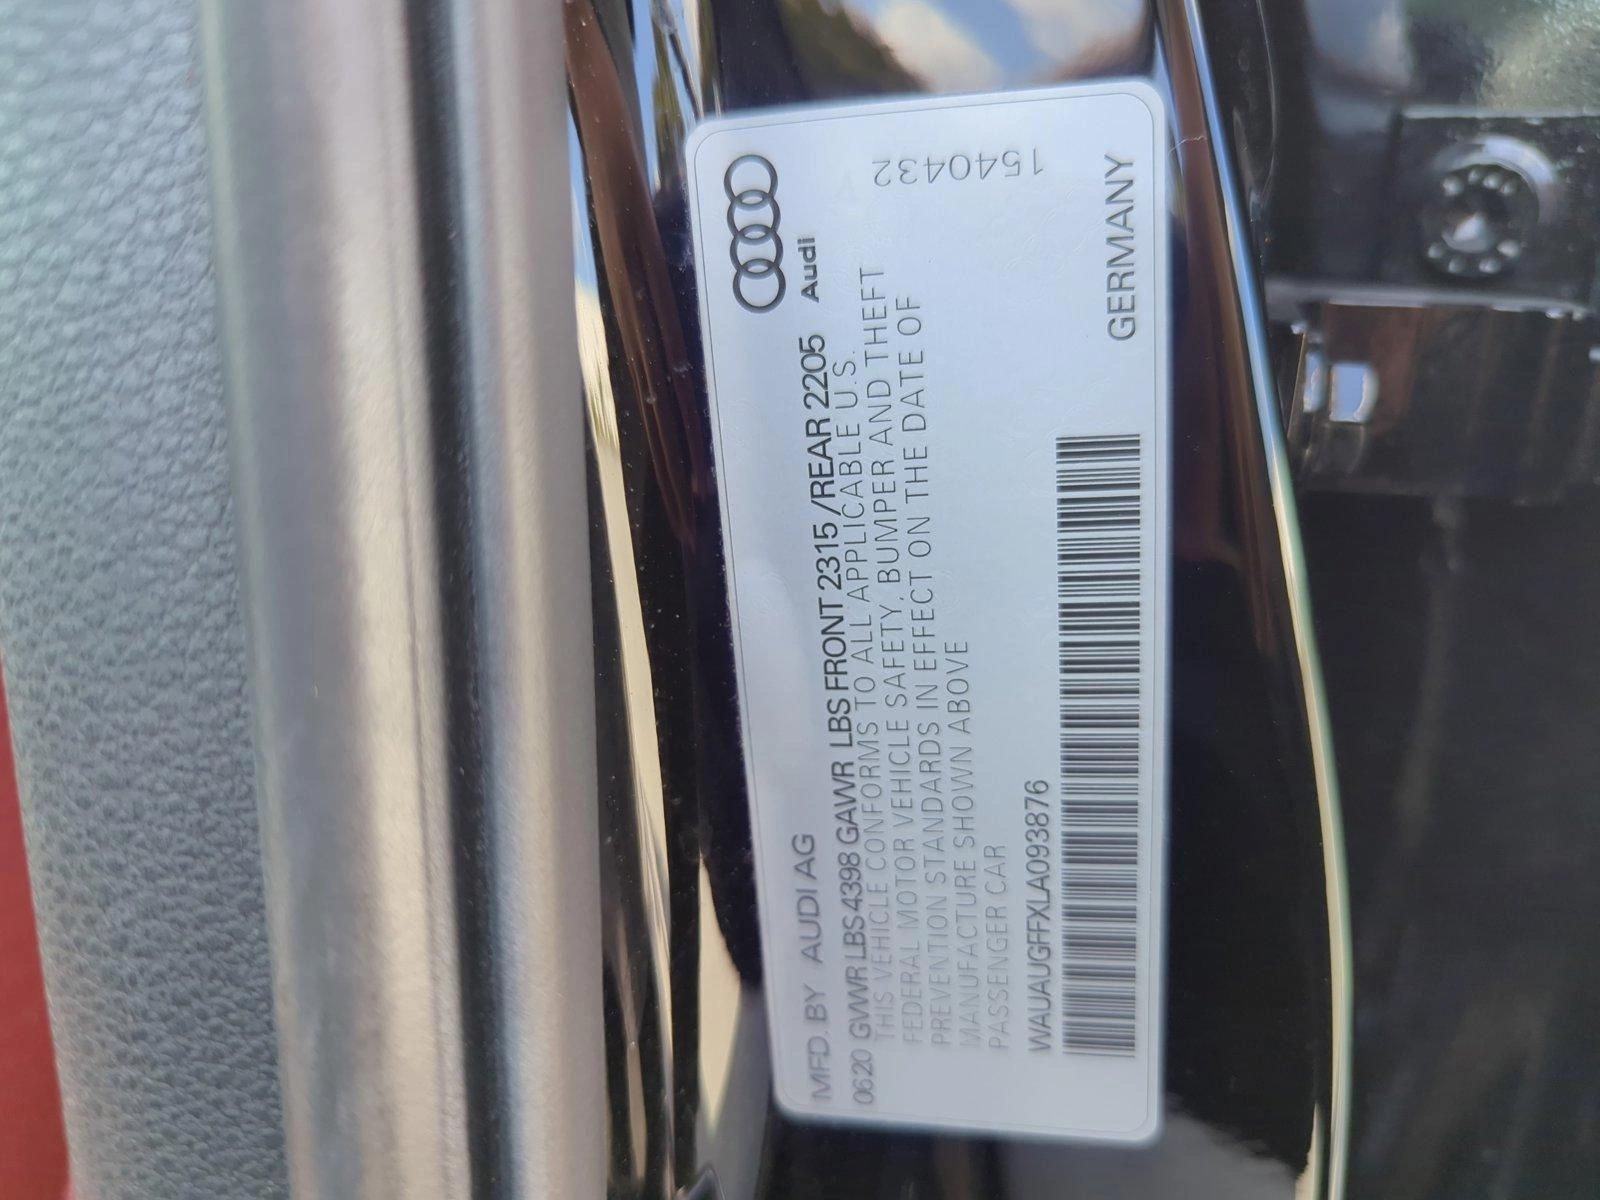 MFD. BY AUDI AG
Audi
0620 GWWR LBS 4398 GAWR LBS FRONT 2315 /REAR 2205
THIS VEHICLE CONFORMS TO ALL APPLICABLE U.S.
FEDERAL MOTOR VEHICLE SAFETY, BUMPER AND THEFT
PREVENTION STANDARDS IN EFFECT ON THE DATE OF
MANUFACTURE SHOWN ABOVE
PASSENGER CAR
1540432
WAUAUGFFXLA093876
GERMANY